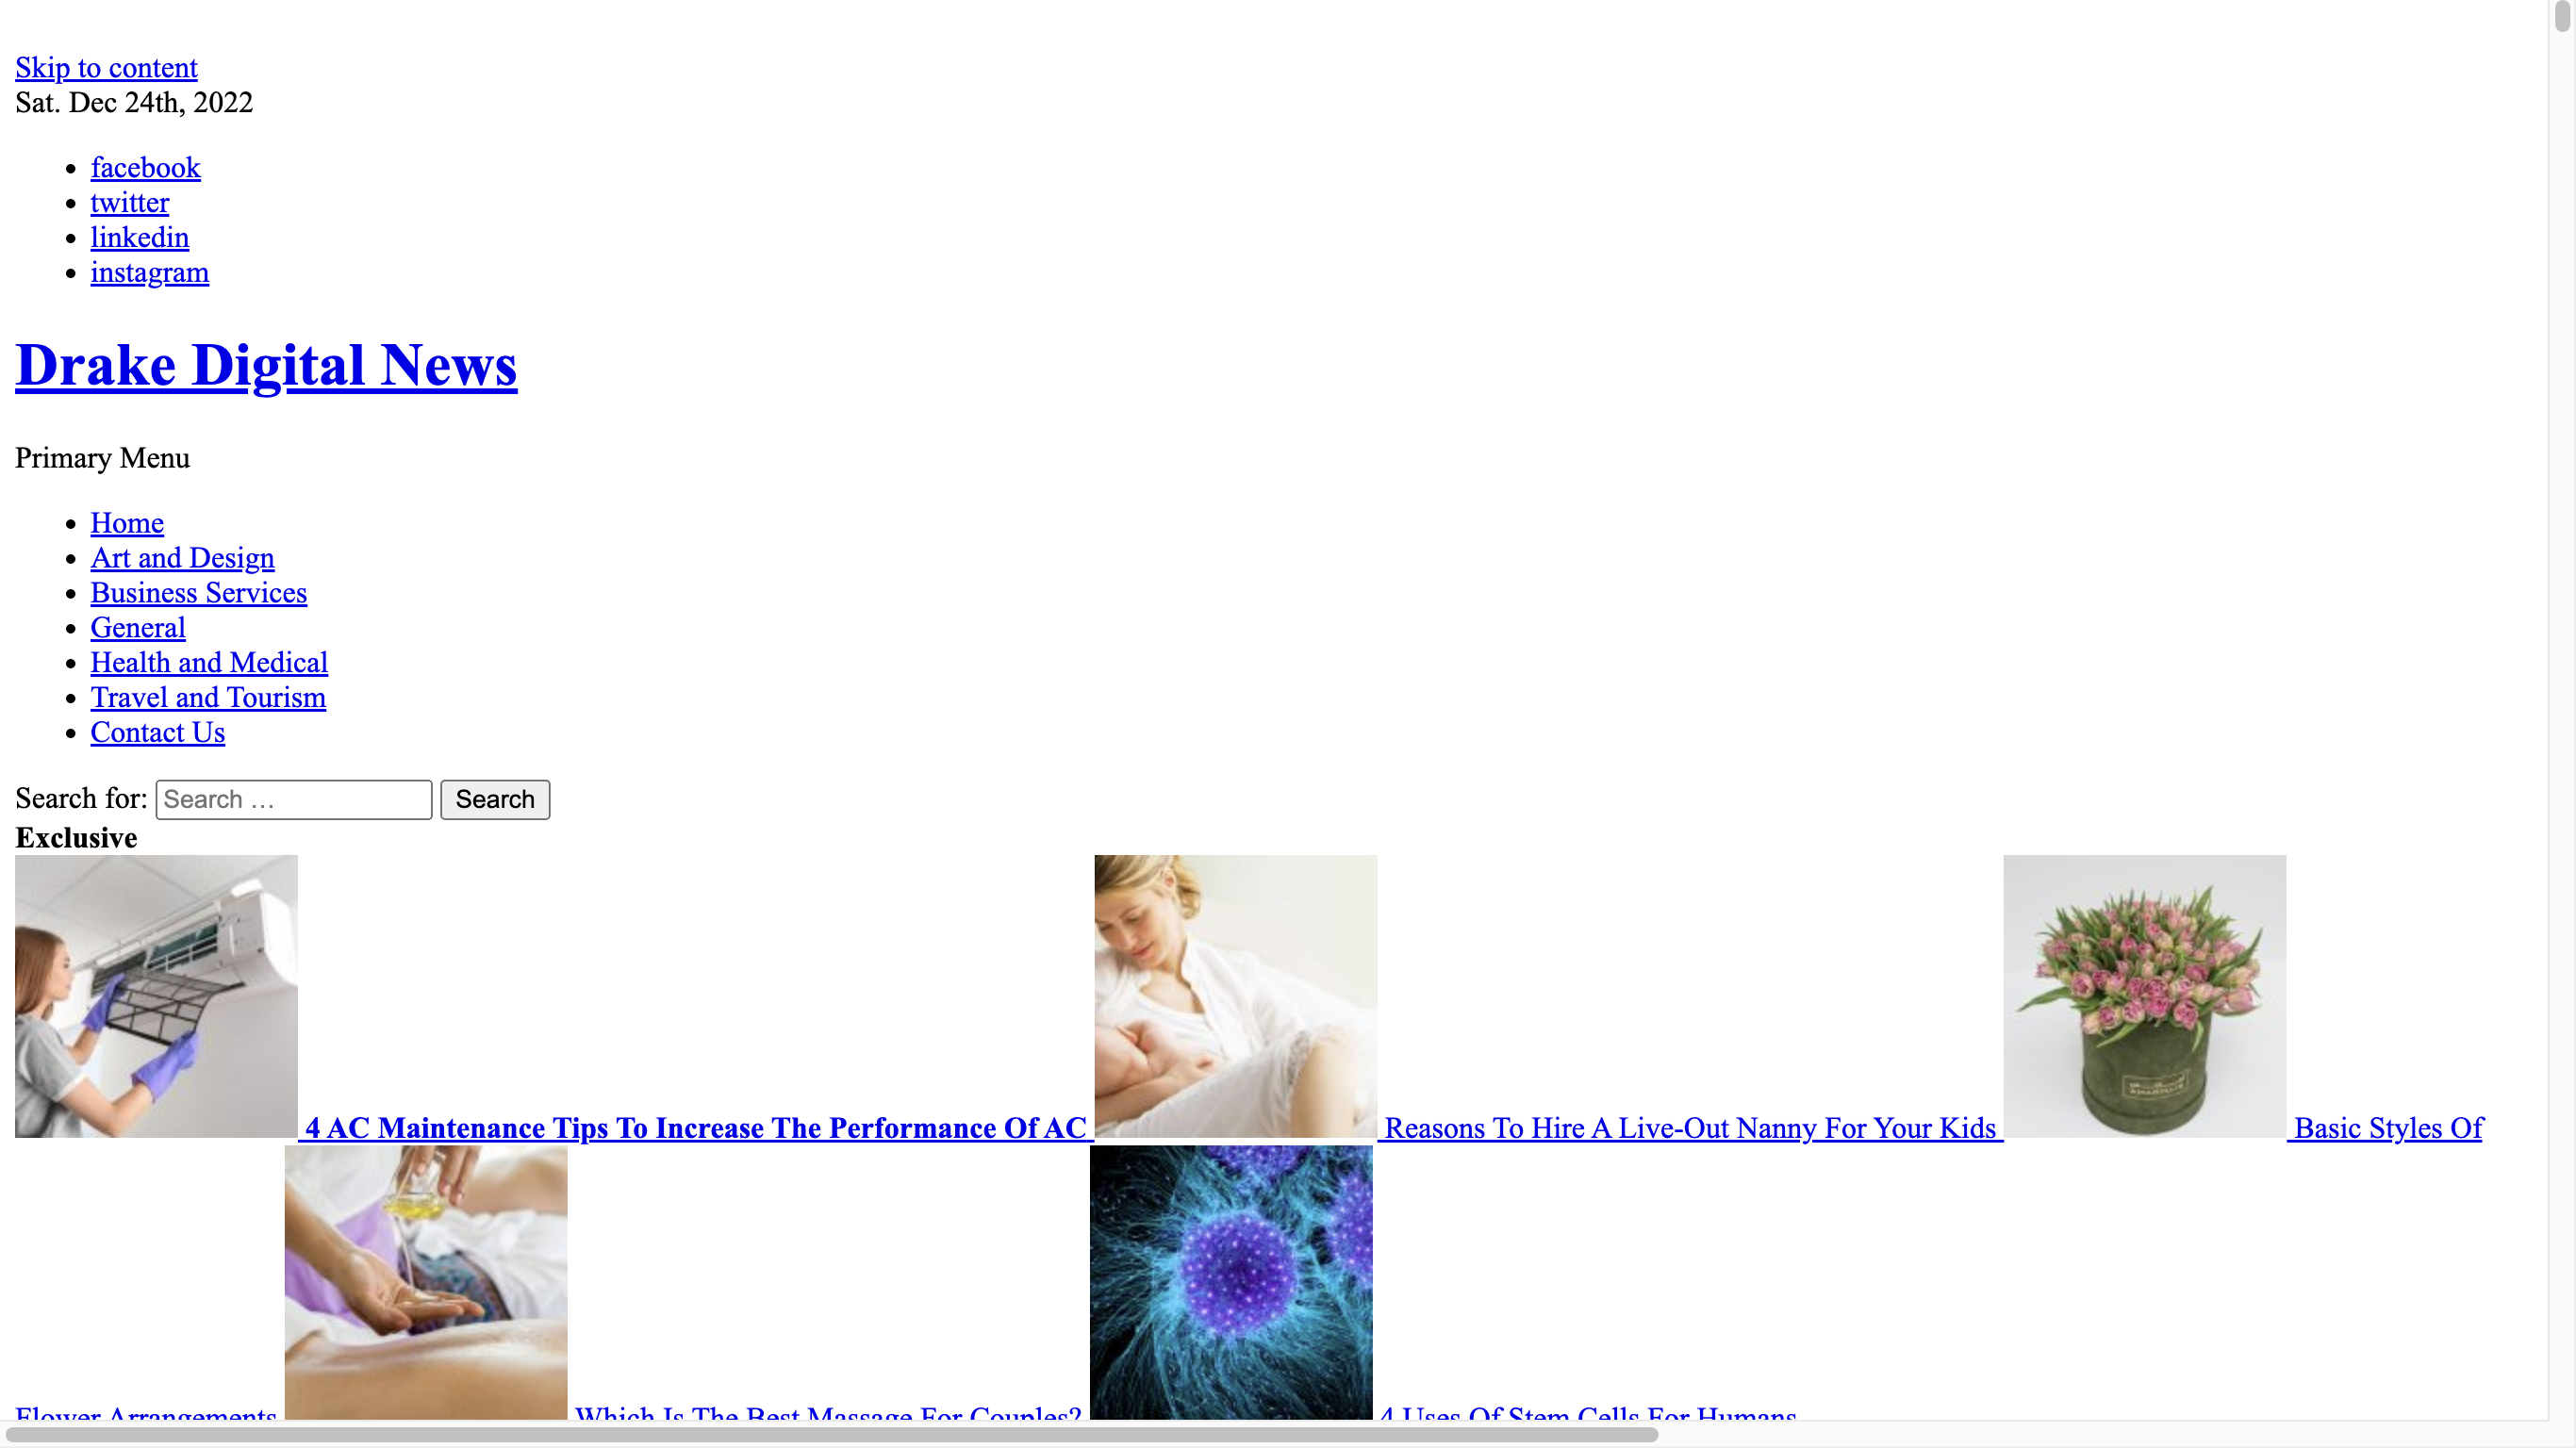 Skip to content
Sat. Dec 24th, 2022
facebook
twitter
linkedin
instagram
Drake Digital News
Primary Menu
Home
Art and Design
Business Services
General
Health and Medical
Travel and Tourism
Contact Us
Search for: Search … Search
Exclusive
4 AC Maintenance Tips To Increase The Performance Of AC Reasons To Hire A Live-Out Nanny For Your Kids Basic Styles Of
Flower Arrangements Which Is The Best Massage For Couples? 4 Uses Of Stem Cells For Humans